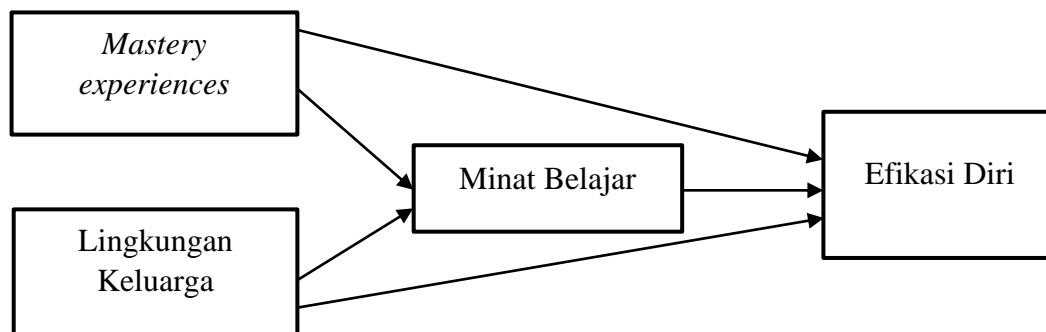 Mastery
experiences
Minat Belajar
Efikasi Diri
Lingkungan
Keluarga